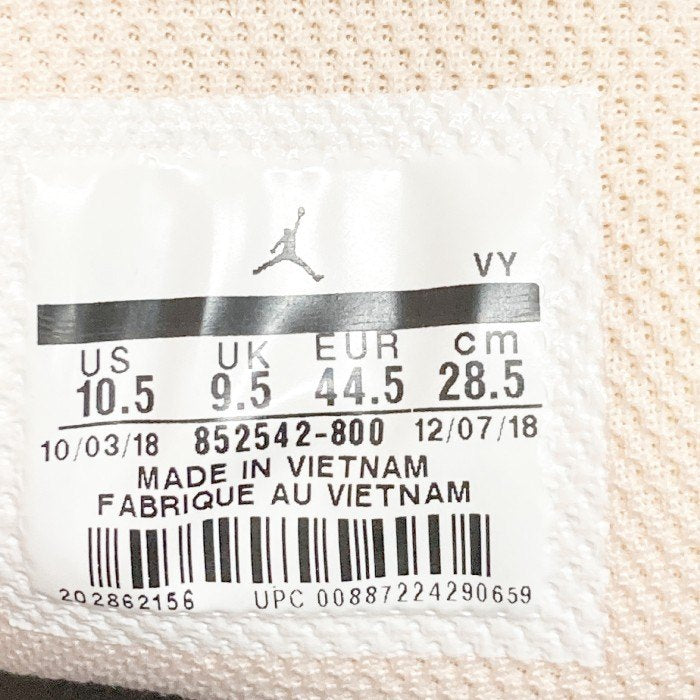 VY
US UK EUR cm
10.5 9.5 44.5 28.5
10/03/18 852542-800 12/07/18
MADE IN VIETNAM
FABRIQUE AU VIETNAM
202862156 UPC 00887224290659